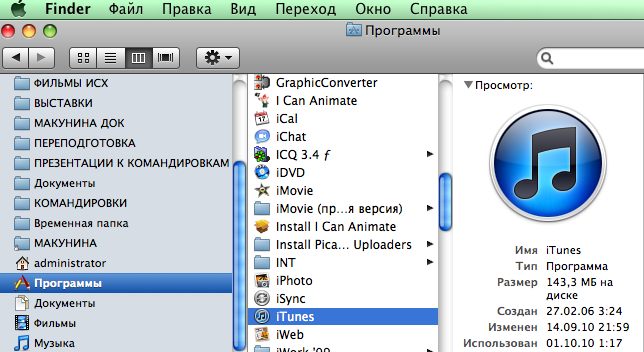 Finder Файл Правка Вид Переход Окно Справка
Программы
ФИЛЬМЫ ИСХ
ВЫСТАВКИ
МАКУНИНА ДОК
ПЕРЕПОДГОТОВКА
ПРЕЗЕНТАЦИИ К КОМАНДИРОВКАМ
Документы
КОМАНДИРОВКИ
Временная папка
МАКУНИНА
administrator
Программы
Документы
Фильмы
Музыка
GraphicConverter
I Can Animate
iCal
iChat
ICQ 3.4 ƒ
iDVD
iMovie
iMovie (пр...я версия)
Install I Can Animate
Install Pica... Uploaders
INT
iPhoto
iSync
iTunes
iWeb
iWork '09
Просмотр:
Имя iTunes
Тип Программа
Размер 143,3 МБ на
диске
Создан 27.02.06 3:24
Изменен 14.09.10 21:59
Использован 01.10.10 1:17